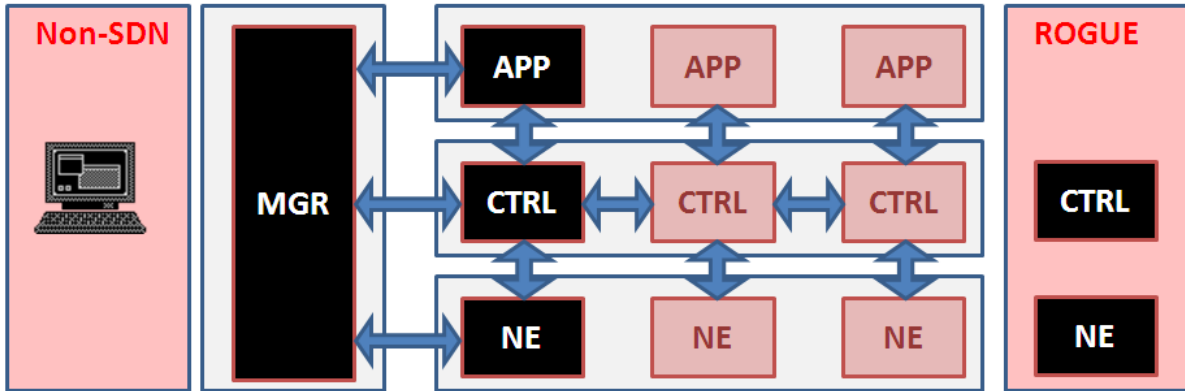 Non-SDN
MGR
APP APP APP
CTRL CTRL CTRL
NE NE NE
ROGUE
CTRL
NE